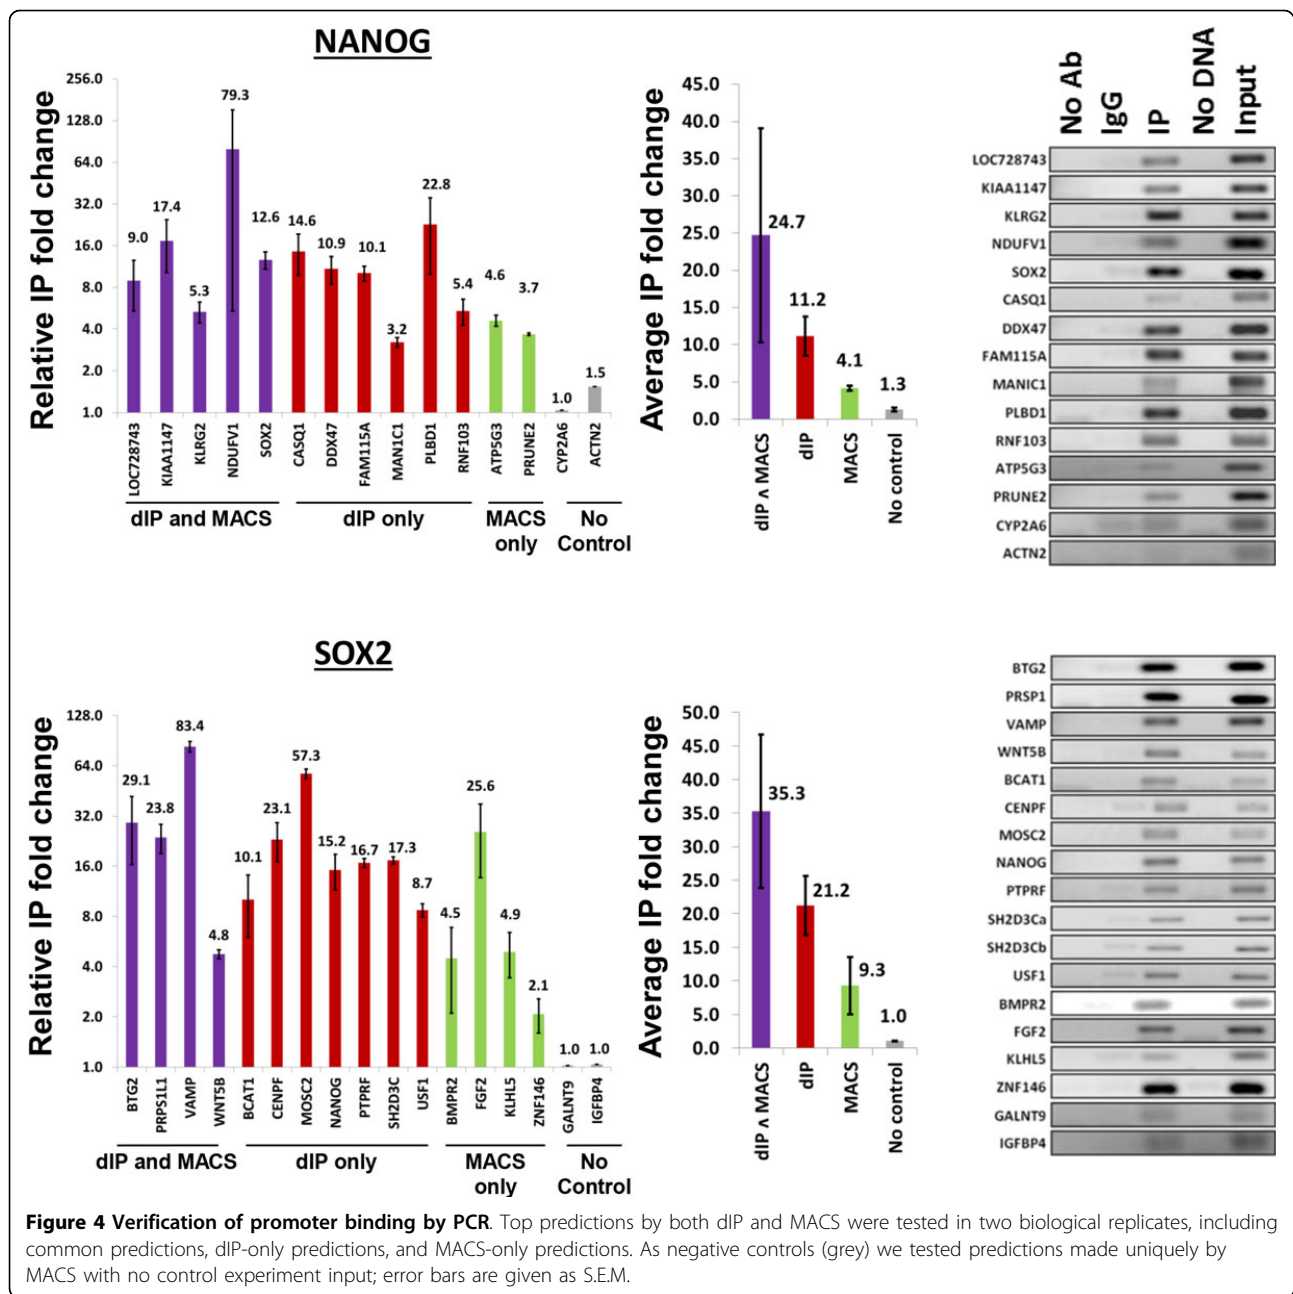 NANOG
Relative IP fold change
256.0
128.0
64.0
32.0
16.0
8.0
4.0
2.0
1.0
9.0
17.4
5.3
79.3
12.6
14.6
10.9
10.1
3.2
22.8
5.4
4.6
3.7
1.0
1.5
LOC728743
KIAA1147
KLRG2
NDUFV1
SOX2
CASQ1
DDX47
FAM115A
MAN1C1
PLBD1
RNF103
ATP5G3
PRUNE2
CYP2A6
ACTN2
dIP and MACS
dIP only
MACS only
No Control
Average IP fold change
45.0
40.0
35.0
30.0
25.0
20.0
15.0
10.0
5.0
0.0
24.7
11.2
4.1
1.3
dIP ∧ MACS
dIP
MACS
No control
No Ab
IgG
IP
No DNA
Input
LOC728743
KIAA1147
KLRG2
NDUFV1
SOX2
CASQ1
DDX47
FAM115A
MANIC1
PLBD1
RNF103
ATP5G3
PRUNE2
CYP2A6
ACTN2
SOX2
Relative IP fold change
128.0
64.0
32.0
16.0
8.0
4.0
2.0
1.0
29.1
23.8
83.4
4.8
10.1
23.1
57.3
15.2
16.7
17.3
8.7
4.5
25.6
4.9
2.1
1.0
1.0
BTG2
PRPS1L1
VAMP
WNT5B
BCAT1
CENPF
MOSC2
NANOG
PTPRF
SH2D3C
USF1
BMPR2
FGF2
KLHL5
ZNF146
GALNT9
IGFBP4
dIP and MACS
dIP only
MACS only
No Control
Average IP fold change
50.0
45.0
40.0
35.0
30.0
25.0
20.0
15.0
10.0
5.0
0.0
35.3
21.2
9.3
1.0
dIP ∧ MACS
dIP
MACS
No control
BTG2
PRSP1
VAMP
WNT5B
BCAT1
CENPF
MOSC2
NANOG
PTPRF
SH2D3Ca
SH2D3Cb
USF1
BMPR2
FGF2
KLHL5
ZNF146
GALNT9
IGFBP4
Figure 4 Verification of promoter binding by PCR. Top predictions by both dIP and MACS were tested in two biological replicates, including
common predictions, dIP-only predictions, and MACS-only predictions. As negative controls (grey) we tested predictions made uniquely by
MACS with no control experiment input; error bars are given as S.E.M.